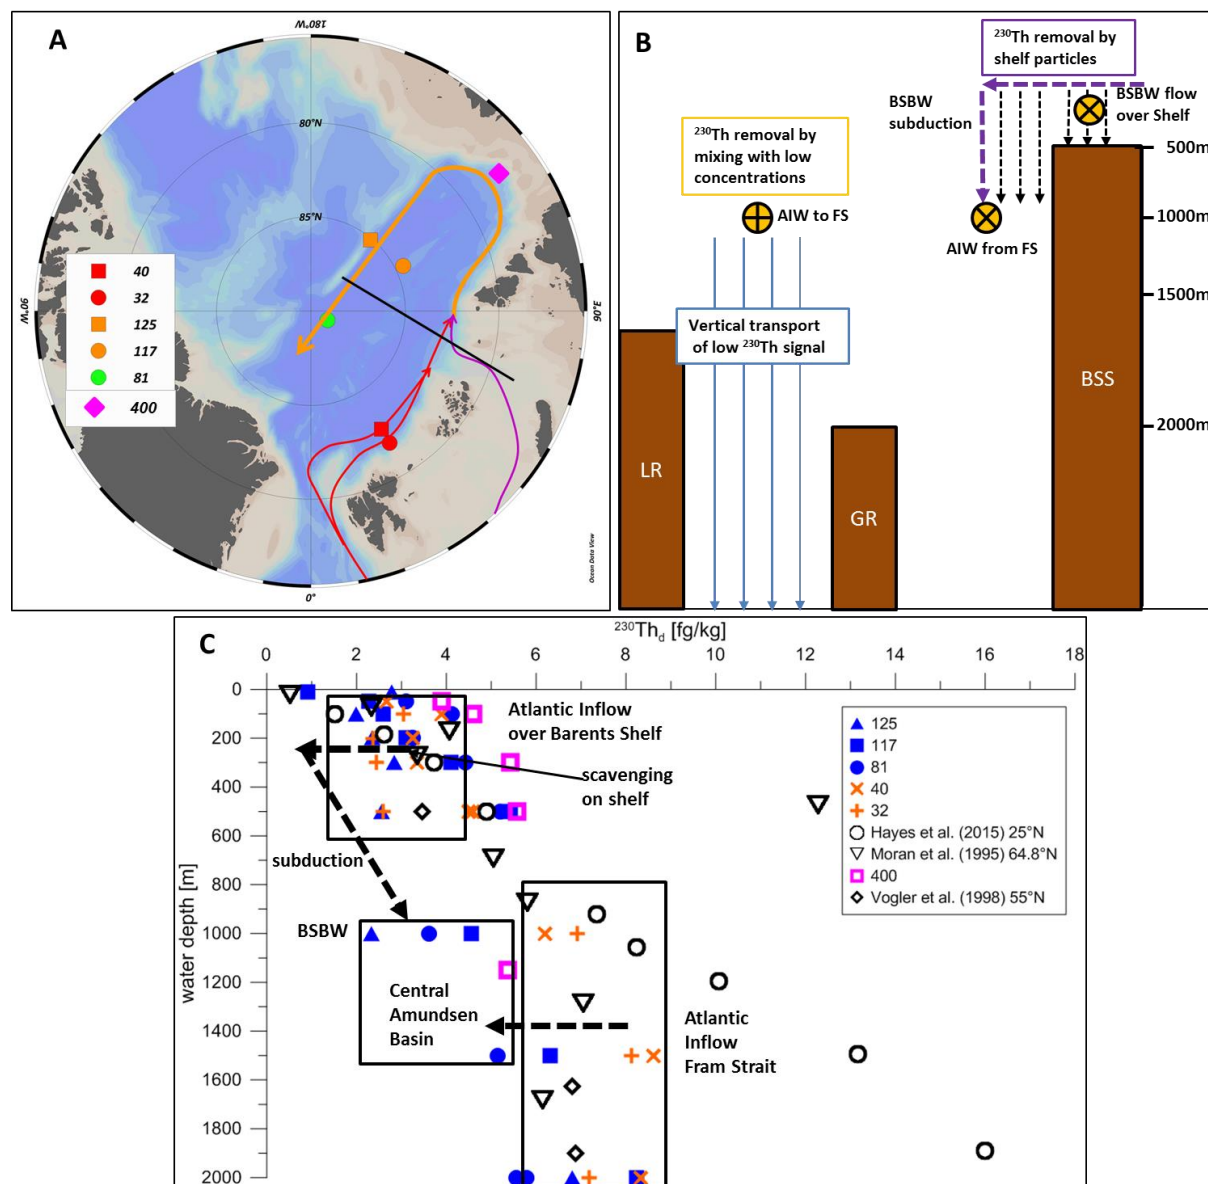 A
180°W
80°N
85°N
90°W
90°E
0°
40
32
125
117
81
400
Ocean Data View
B
230Th removal by
shelf particles
BSBW
subduction
BSBW flow
over Shelf
230Th removal by
mixing with low
concentrations
AIW to FS
AIW from FS
500m
1000m
1500m
2000m
Vertical transport
of low 230Th signal
LR
GR
BSS
C
230Thd [fg/kg]
0 2 4 6 8 10 12 14 16 18
water depth [m]
0
200
400
600
800
1000
1200
1400
1600
1800
2000
Atlantic Inflow
over Barents Shelf
scavenging
on shelf
subduction
BSBW
Central
Amundsen
Basin
Atlantic
Inflow
Fram Strait
125
117
81
40
32
Hayes et al. (2015) 25°N
Moran et al. (1995) 64.8°N
400
Vogler et al. (1998) 55°N